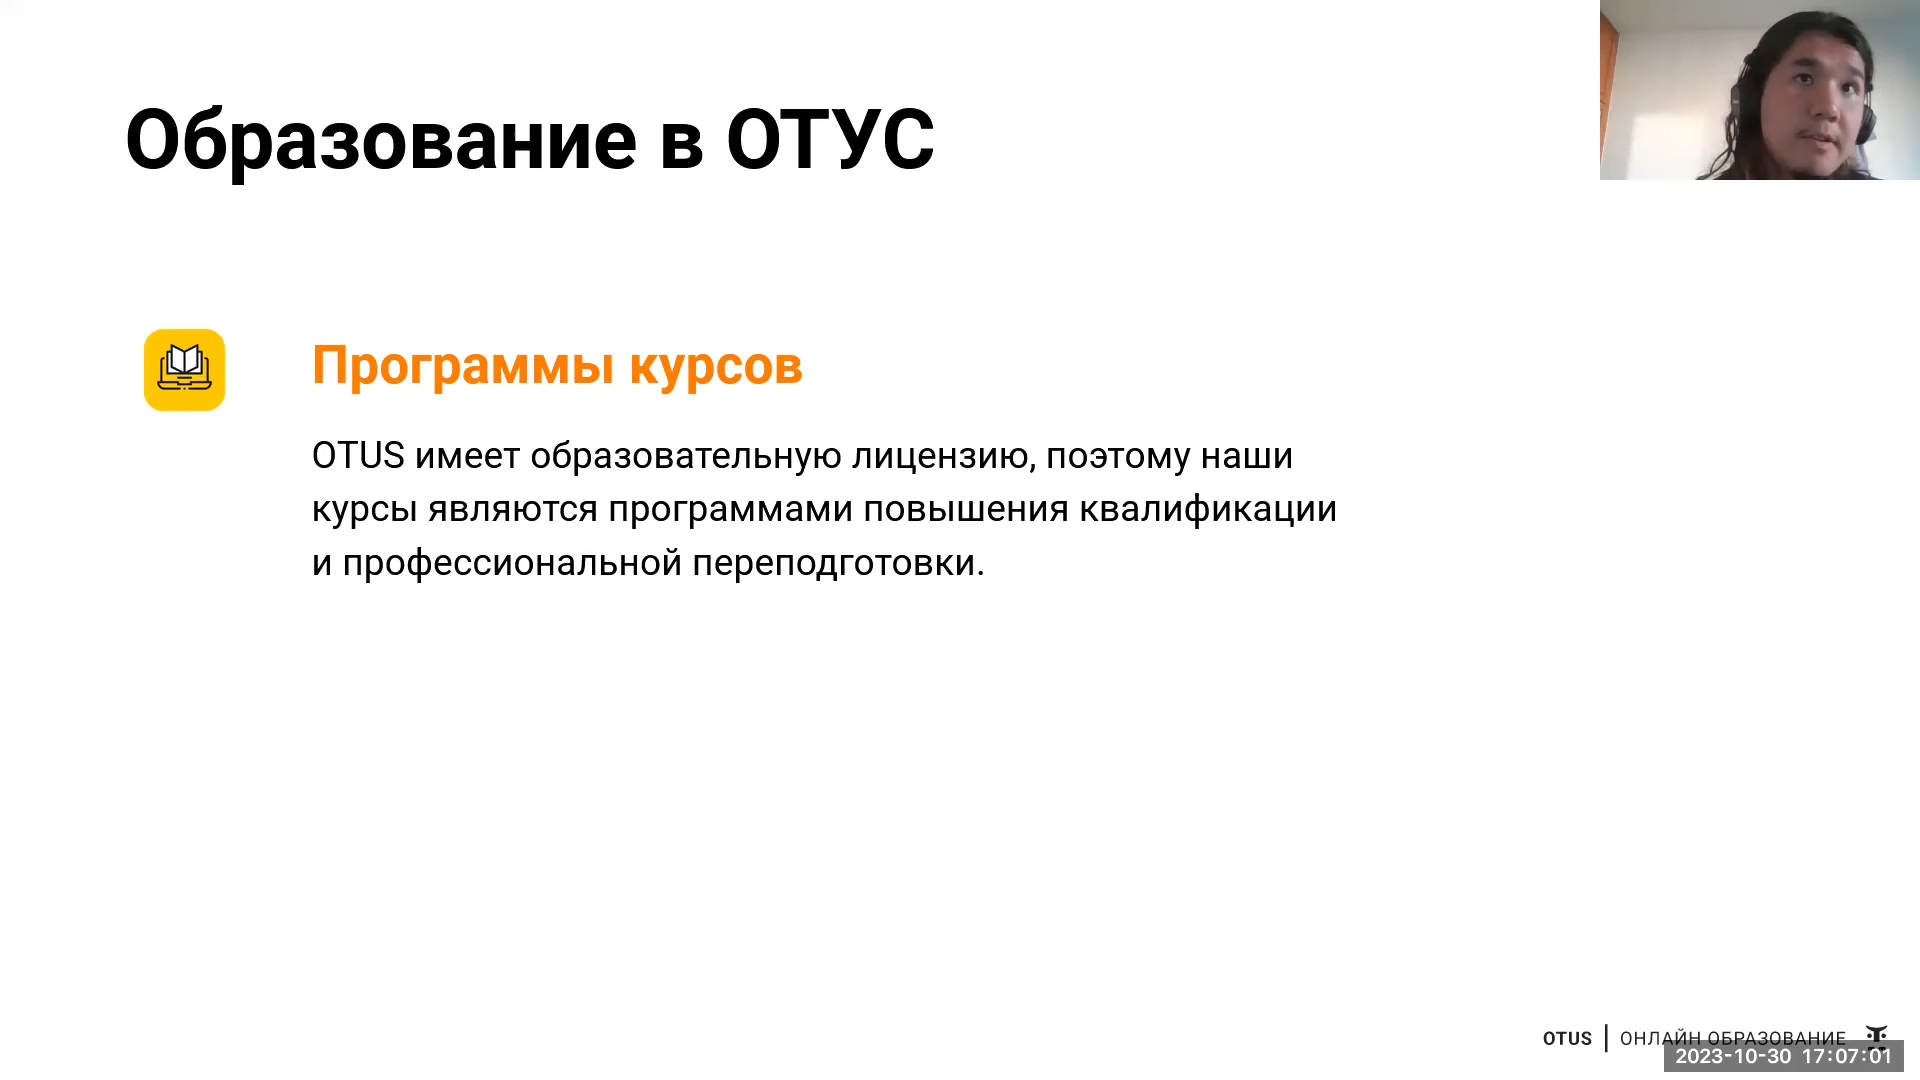 Образование в ОТУС
Программы курсов
OTUS имеет образовательную лицензию, поэтому наши
курсы являются программами повышения квалификации
и профессиональной переподготовки.
OTUS | ОНЛАЙН ОБРАЗОВАНИЕ
2023-10-30 17:07:01